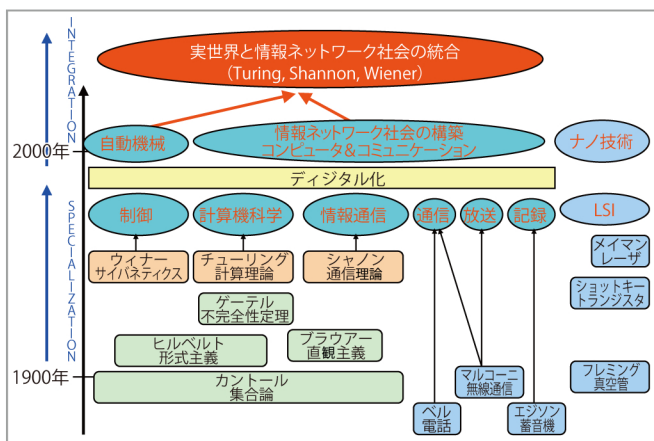 INTEGRATION
SPECIALIZATION
実世界と情報ネットワーク社会の統合
(Turing, Shannon, Wiener)
自動機械
情報ネットワーク社会の構築
コンピュータ&コミュニケーション
ナノ技術
2000年
ディジタル化
制御
計算機科学
情報通信
通信
放送
記録
LSI
ウィナー
サイバネティクス
チューリング
計算理論
シャノン
通信理論
メイマン
レーザ
ショットキー
トランジスタ
ゲーテル
不完全性定理
ヒルベルト
形式主義
ブラウアー
直観主義
1900年
カントール
集合論
マルコーニ
無線通信
フレミング
真空管
ベル
電話
エジソン
蓄音機